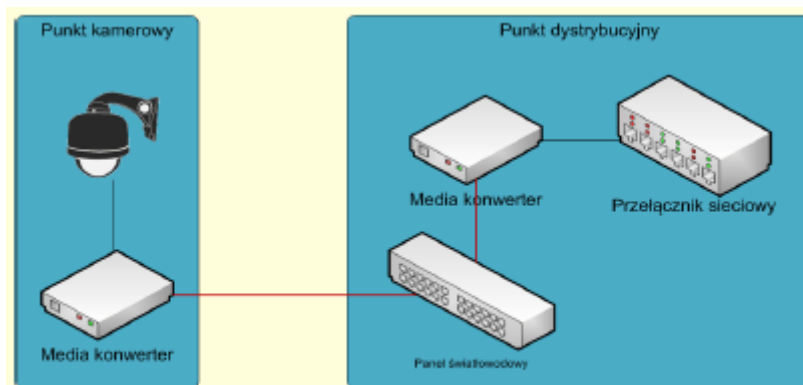 Punkt kamerowy
Punkt dystrybucyjny
Media konwerter
Przełącznik sieciowy
Media konwerter
Panel światłowodowy